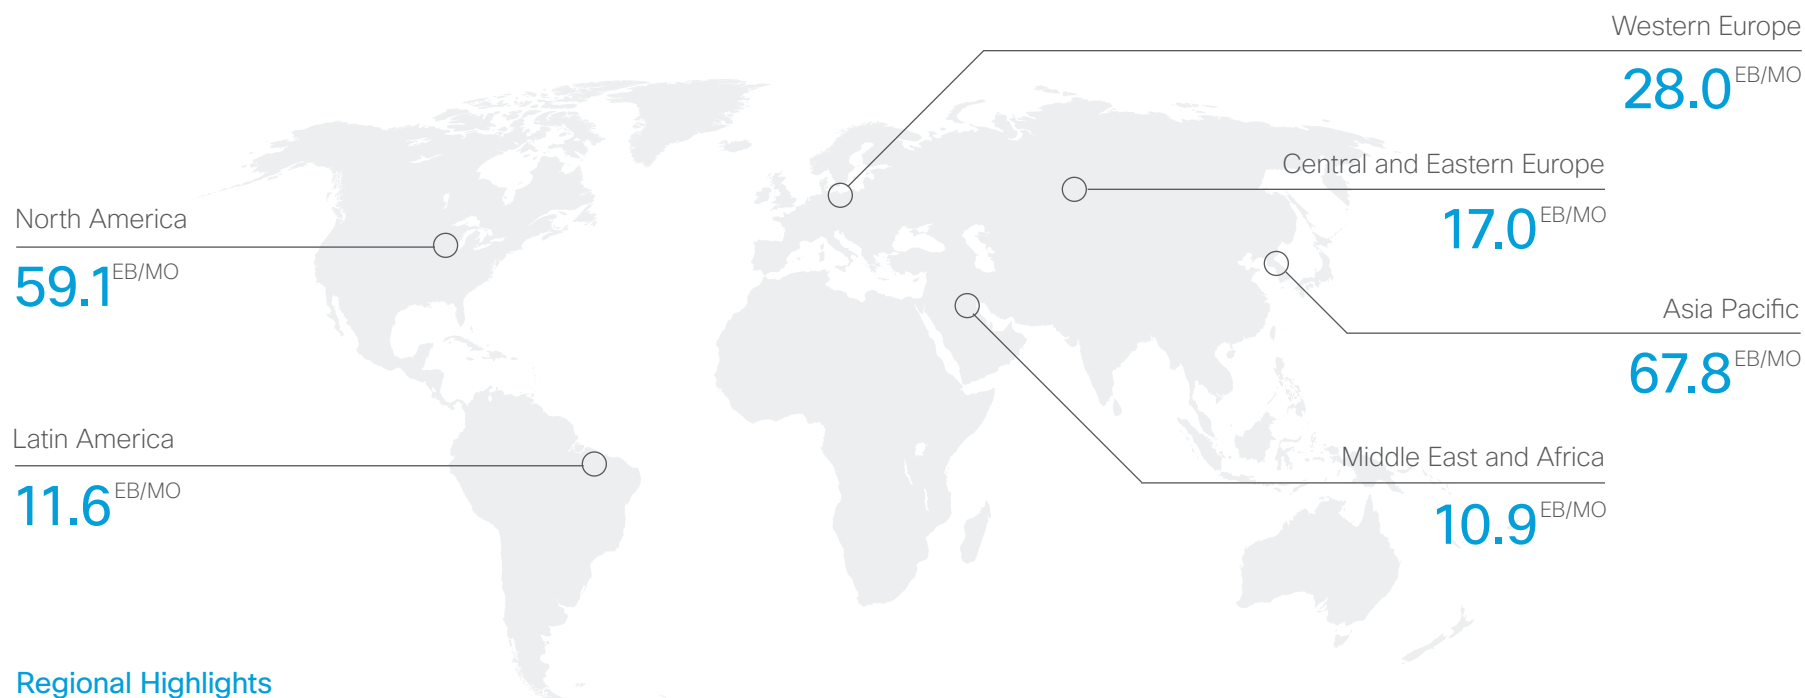 Western Europe
28.0 EB/MO
Central and Eastern Europe
17.0 EB/MO
North America
59.1 EB/MO
Asia Pacific
67.8 EB/MO
Latin America
11.6 EB/MO
Middle East and Africa
10.9 EB/MO
Regional Highlights